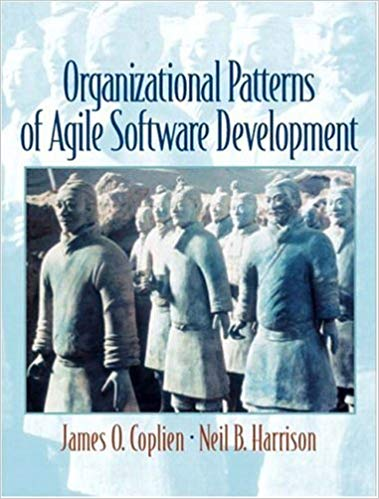 Organizational Patterns
of Agile Software Development
James O. Coplien · Neil B. Harrison